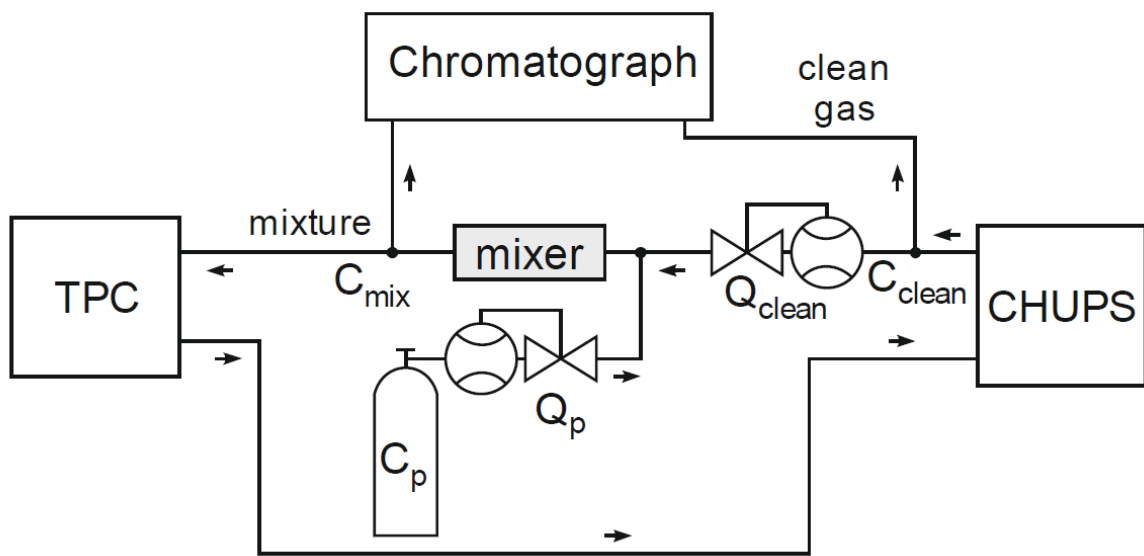 Chromatograph
clean
gas
mixture
mixer
TPC
C_mix
Q_clean
C_clean
CHUPS
Q_p
C_p